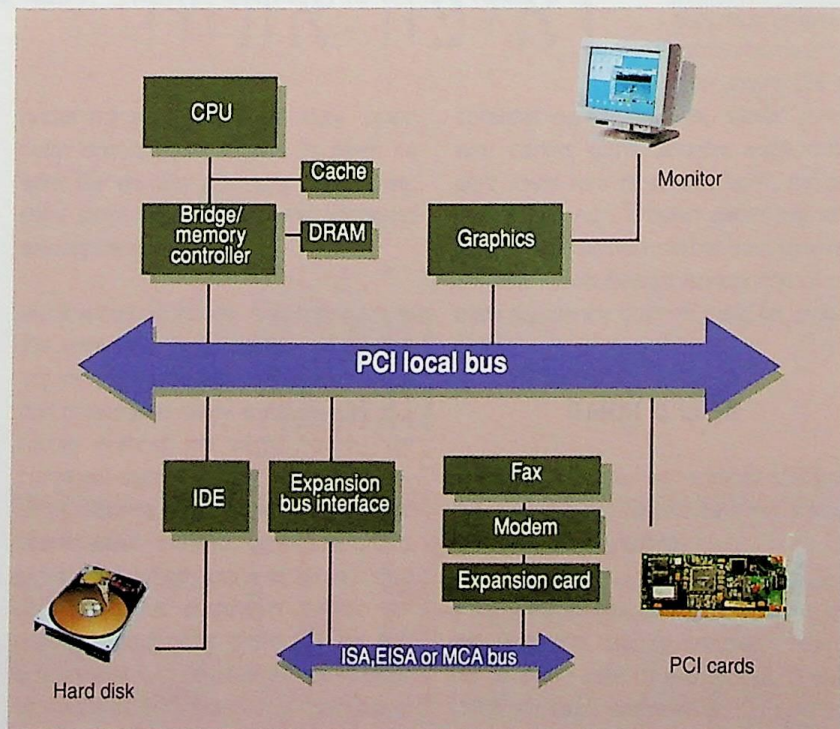 CPU
Cache
Bridge/
memory
controller
DRAM
Graphics
Monitor
PCI local bus
IDE
Expansion
bus interface
Fax
Modem
Expansion card
ISA,EISA or MCA bus
Hard disk
PCI cards